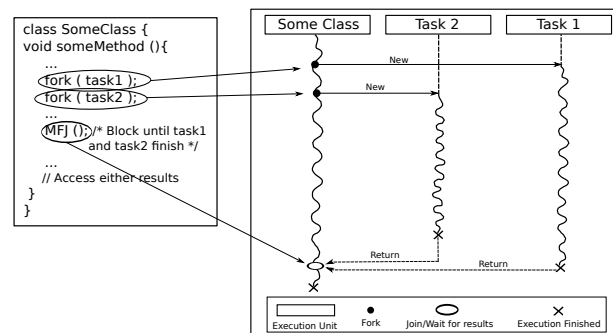 class SomeClass {
void someMethod (){
...
fork ( task1 );
fork ( task2 );
...
MFJ (); /* Block until task1
and task2 finish */
...
// Access either results
}
}
Some Class
Task 2
Task 1
New
New
Return
Return
Execution Unit
Fork
Join/Wait for results
Execution Finished